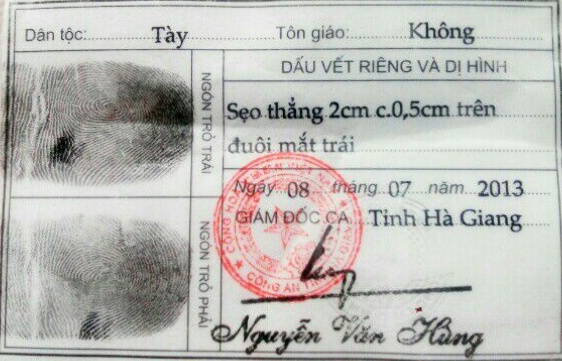 Dân tộc: Tày Tôn giáo: Không
NGÓN TRỎ TRÁI
DẤU VẾT RIÊNG VÀ DỊ HÌNH
Sẹo thẳng 2cm c.0,5cm trên
đuôi mắt trái
Ngày 08 tháng 07 năm 2013
GIÁM ĐỐC CA Tỉnh Hà Giang
CÔNG AN TỈNH
NGÓN TRỎ PHẢI
Nguyễn Văn Hùng